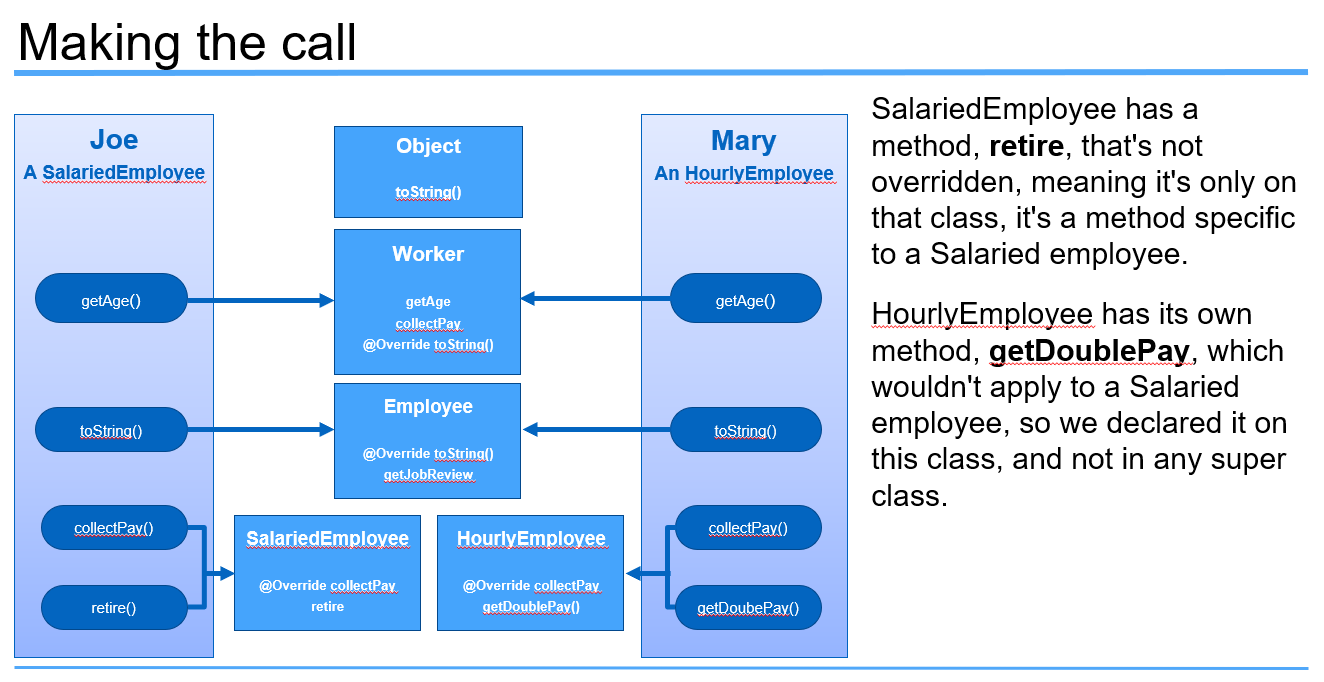 Making the call
Joe
A SalariedEmployee
getAge()
toString()
collectPay()
retire()
Object
toString()
Worker
getAge
collectPay
@Override toString()
Employee
@Override toString()
getJobReview
SalariedEmployee
@Override collectPay
retire
HourlyEmployee
@Override collectPay
getDoublePay()
Mary
An HourlyEmployee
getAge()
toString()
collectPay()
getDoubePay()
SalariedEmployee has a
method, retire, that's not
overridden, meaning it's only on
that class, it's a method specific
to a Salaried employee.
HourlyEmployee has its own
method, getDoublePay, which
wouldn't apply to a Salaried
employee, so we declared it on
this class, and not in any super
class.